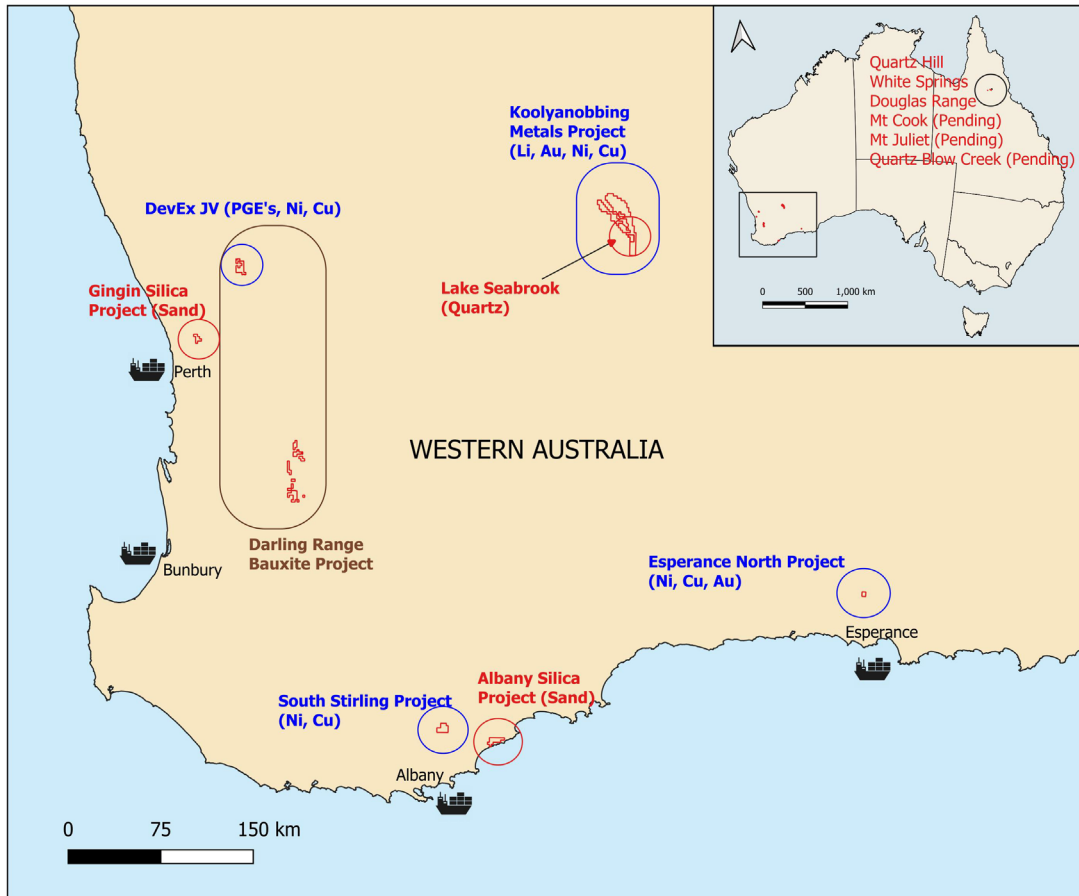 Quartz Hill
White Springs
Douglas Range
Mt Cook (Pending)
Mt Juliet (Pending)
Quartz Blow Creek (Pending)
0 500 1,000 km
Koolyanobbing
Metals Project
(Li, Au, Ni, Cu)
DevEx JV (PGE's, Ni, Cu)
Gingin Silica
Project (Sand)
Lake Seabrook
(Quartz)
Perth
WESTERN AUSTRALIA
Darling Range
Bauxite Project
Bunbury
Esperance North Project
(Ni, Cu, Au)
Esperance
Albany Silica
Project (Sand)
South Stirling Project
(Ni, Cu)
Albany
0 75 150 km